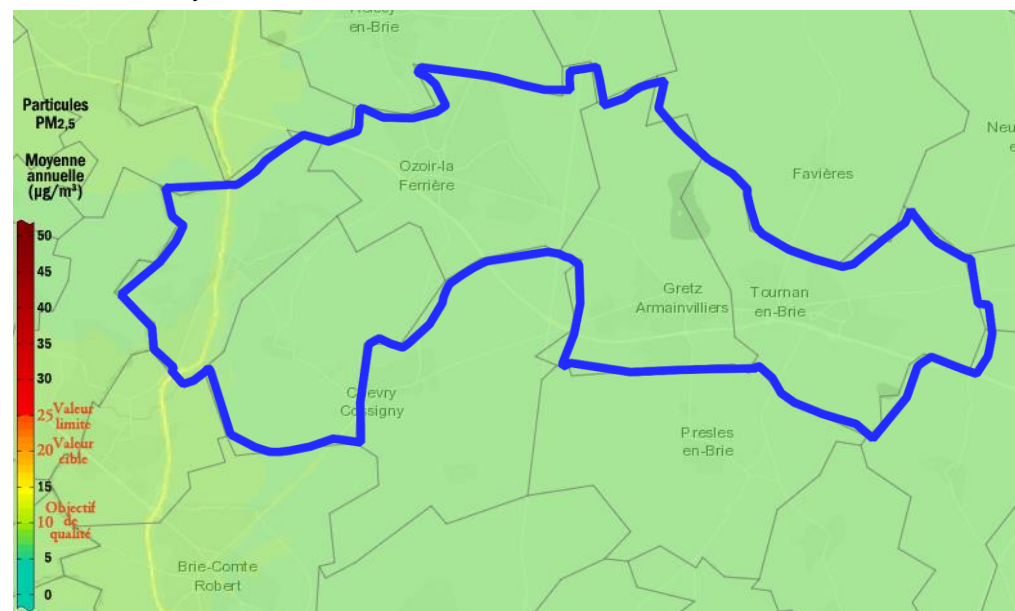 Roissy
en-Brie
Particules
PM2,5
Moyenne
annuelle
(µg/m³)
50
45
40
35
30
25 Valeur
limite
20 Valeur
cible
15
Objectif
10 de
qualité
5
0
Ozoir-la
Ferrière
Favières
Neu
e
Gretz
Armainvilliers
Tournan
en-Brie
Chevry
Cossigny
Presles
en-Brie
Brie-Comte
Robert